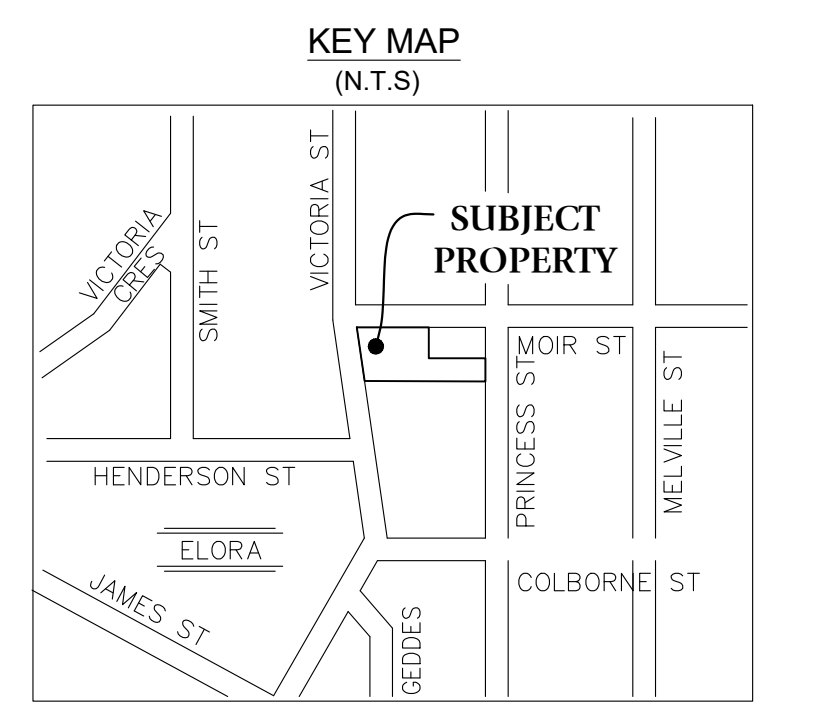 KEY MAP
(N.T.S)
VICTORIA
CRES
SMITH ST
VICTORIA ST
SUBJECT
PROPERTY
MOIR ST
PRINCESS ST
MELVILLE ST
HENDERSON ST
ELORA
JAMES ST
COLBORNE ST
GEDDES